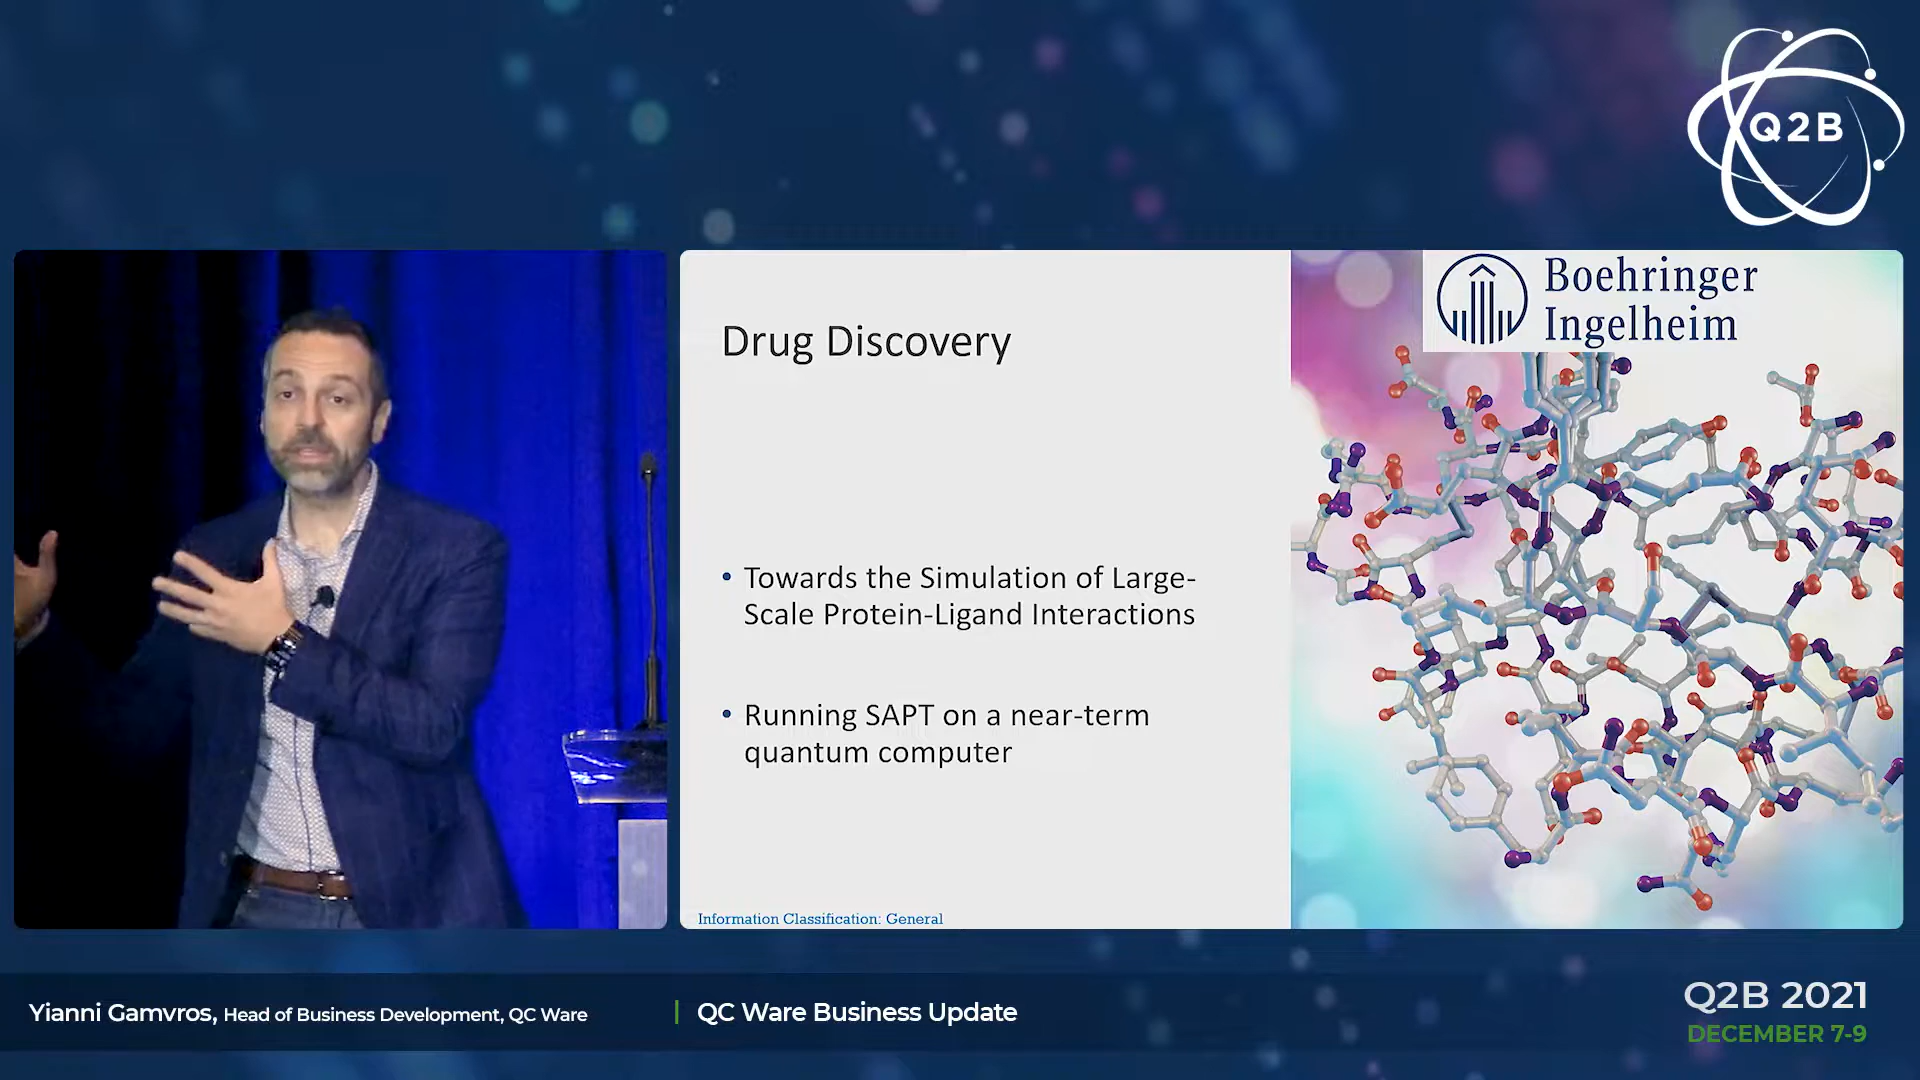 Q2B
Boehringer
Ingelheim
Drug Discovery
• Towards the Simulation of Large-
Scale Protein-Ligand Interactions
• Running SAPT on a near-term
quantum computer
Information Classification: General
Yianni Gamvros, Head of Business Development, QC Ware
QC Ware Business Update
Q2B 2021
DECEMBER 7-9